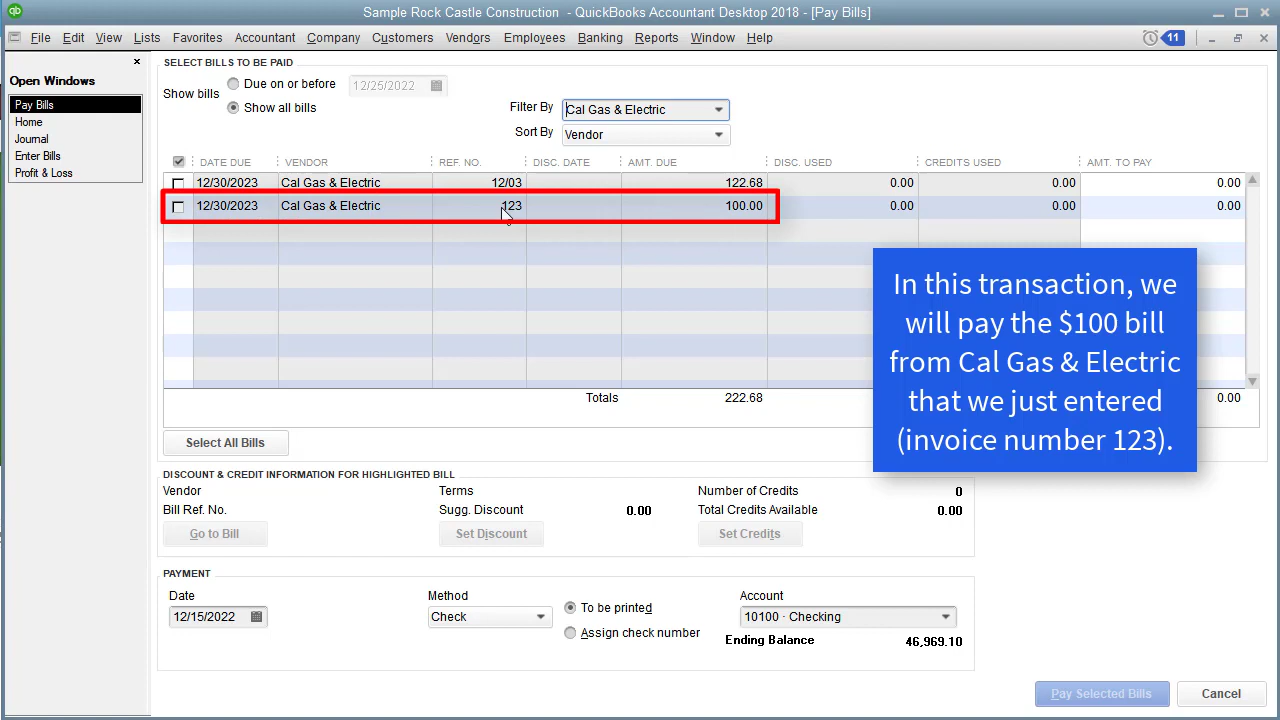 Sample Rock Castle Construction - QuickBooks Accountant Desktop 2018 - [Pay Bills]
File Edit View Lists Favorites Accountant Company Customers Vendors Employees Banking Reports Window Help 11
Open Windows
Pay Bills
Home
Journal
Enter Bills
Profit & Loss
SELECT BILLS TO BE PAID
Show bills
Due on or before 12/25/2022
Show all bills
Filter By Cal Gas & Electric
Sort By Vendor
DATE DUE VENDOR REF. NO. DISC. DATE AMT. DUE DISC. USED CREDITS USED AMT. TO PAY
12/30/2023 Cal Gas & Electric 12/03 122.68 0.00 0.00 0.00
12/30/2023 Cal Gas & Electric 123 100.00 0.00 0.00 0.00
Totals 222.68 0.00
In this transaction, we
will pay the $100 bill
from Cal Gas & Electric
that we just entered
(invoice number 123).
Select All Bills
DISCOUNT & CREDIT INFORMATION FOR HIGHLIGHTED BILL
Vendor Terms Number of Credits 0
Bill Ref. No. Sugg. Discount 0.00 Total Credits Available 0.00
Go to Bill Set Discount Set Credits
PAYMENT
Date Method Account
12/15/2022 Check To be printed 10100 · Checking
Assign check number Ending Balance 46,969.10
Pay Selected Bills Cancel